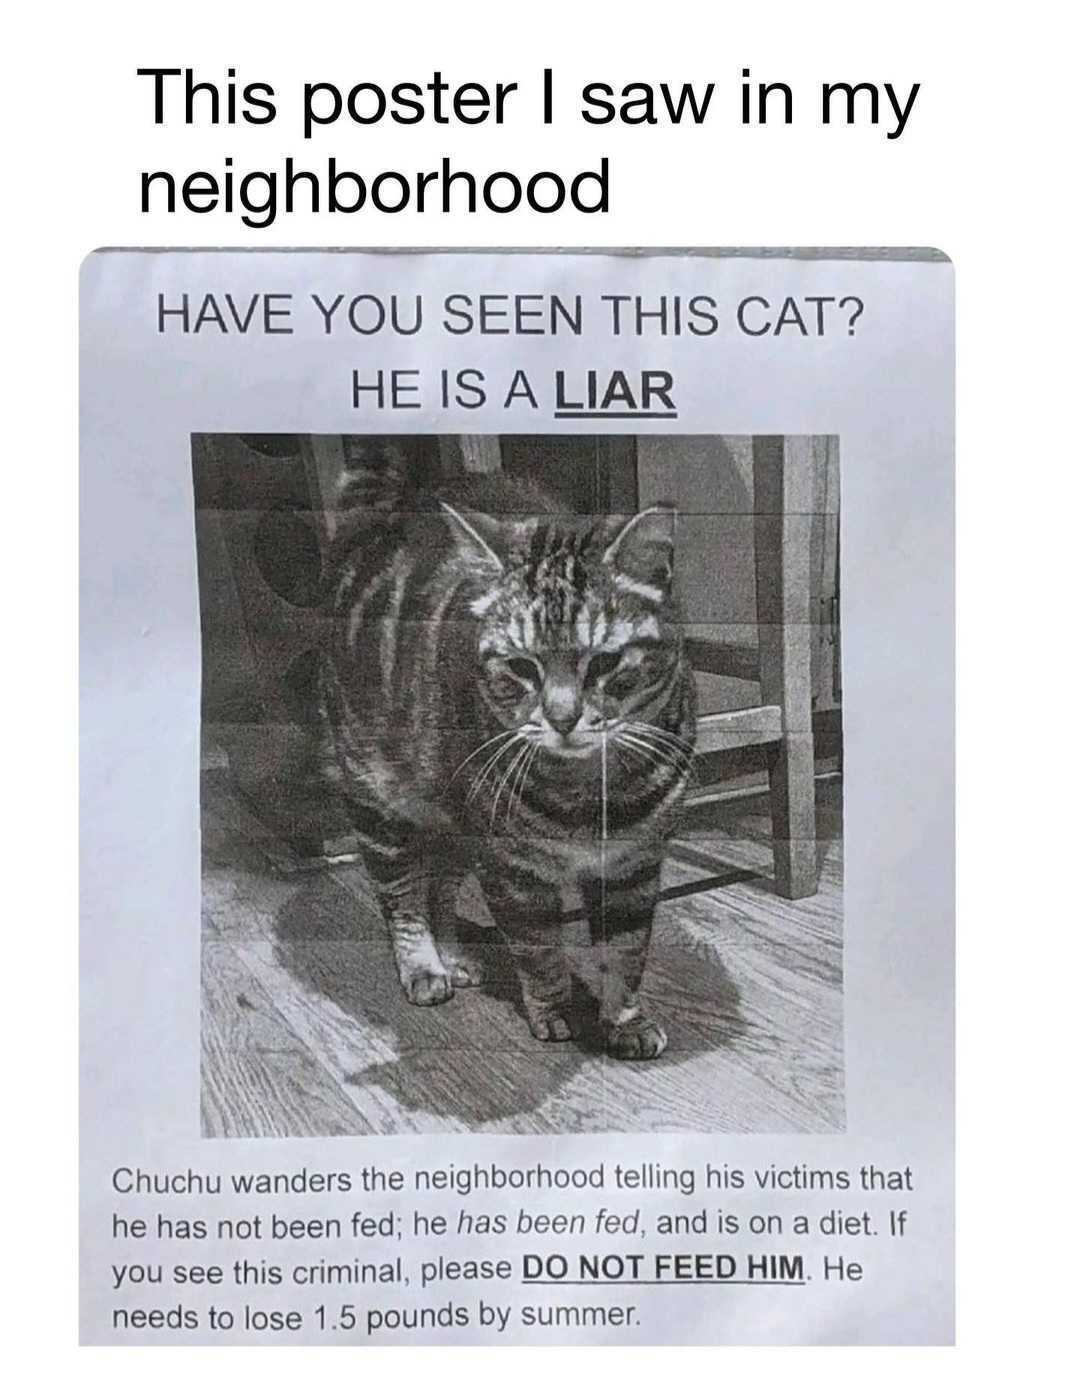 This poster I saw in my
neighborhood
HAVE YOU SEEN THIS CAT?
HE IS A LIAR
Chuchu wanders the neighborhood telling his victims that
he has not been fed; he has been fed, and is on a diet. If
you see this criminal, please DO NOT FEED HIM. He
needs to lose 1.5 pounds by summer.